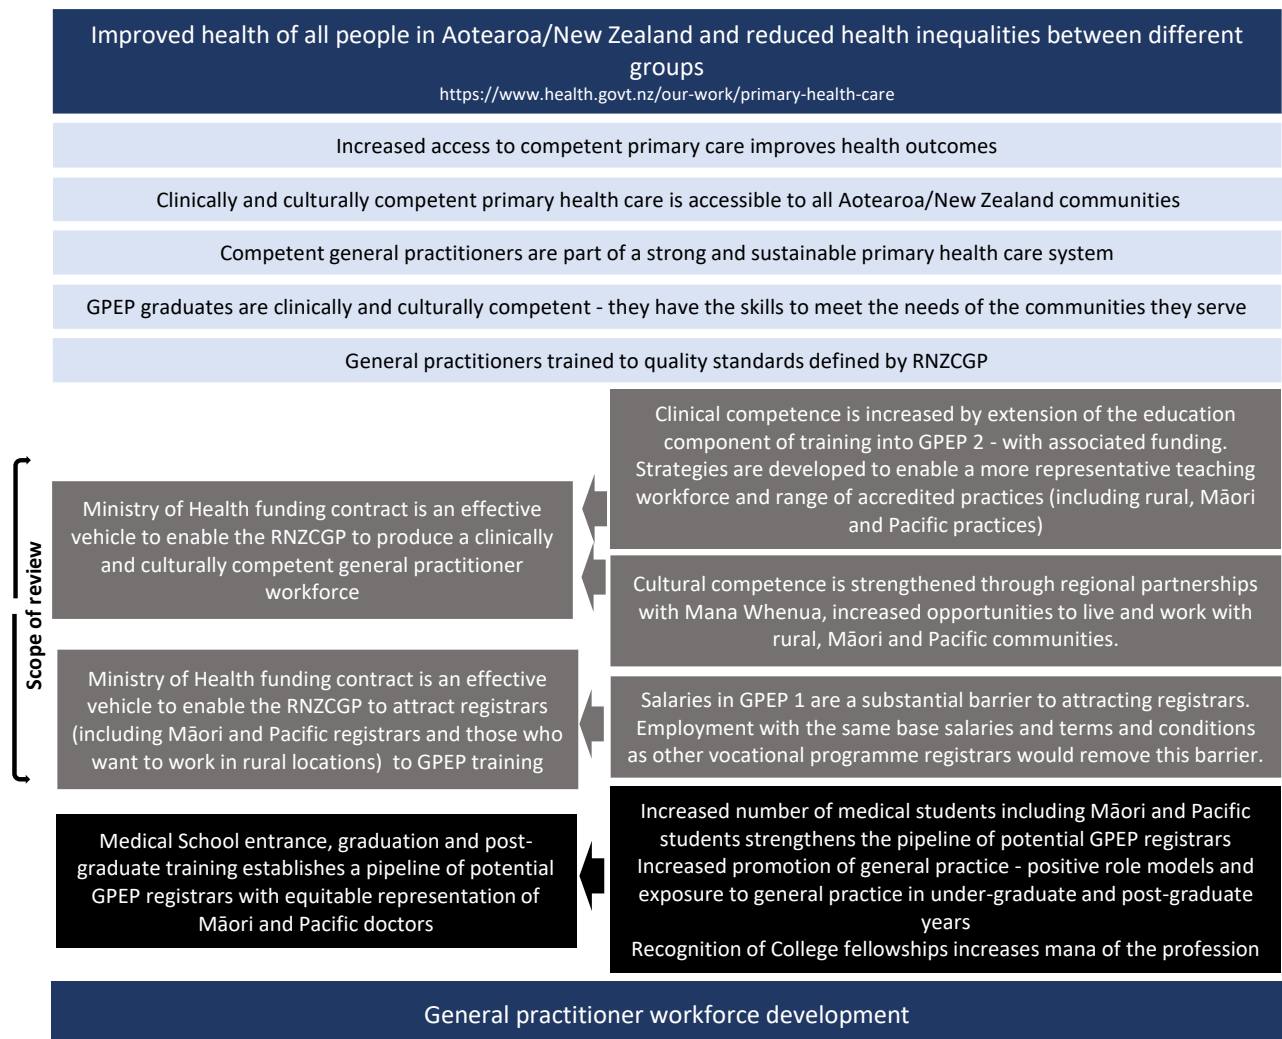 Improved health of all people in Aotearoa/New Zealand and reduced health inequalities between different
groups
https://www.health.govt.nz/our-work/primary-health-care
Increased access to competent primary care improves health outcomes
Clinically and culturally competent primary health care is accessible to all Aotearoa/New Zealand communities
Competent general practitioners are part of a strong and sustainable primary health care system
GPEP graduates are clinically and culturally competent - they have the skills to meet the needs of the communities they serve
General practitioners trained to quality standards defined by RNZCGP
Scope of review
Ministry of Health funding contract is an effective
vehicle to enable the RNZCGP to produce a clinically
and culturally competent general practitioner
workforce
Clinical competence is increased by extension of the education
component of training into GPEP 2 - with associated funding.
Strategies are developed to enable a more representative teaching
workforce and range of accredited practices (including rural, Māori
and Pacific practices)
Cultural competence is strengthened through regional partnerships
with Mana Whenua, increased opportunities to live and work with
rural, Māori and Pacific communities.
Ministry of Health funding contract is an effective
vehicle to enable the RNZCGP to attract registrars
(including Māori and Pacific registrars and those who
want to work in rural locations)  to GPEP training
Salaries in GPEP 1 are a substantial barrier to attracting registrars.
Employment with the same base salaries and terms and conditions
as other vocational programme registrars would remove this barrier.
Medical School entrance, graduation and post-
graduate training establishes a pipeline of potential
GPEP registrars with equitable representation of
Māori and Pacific doctors
Increased number of medical students including Māori and Pacific
students strengthens the pipeline of potential GPEP registrars
Increased promotion of general practice - positive role models and
exposure to general practice in under-graduate and post-graduate
years
Recognition of College fellowships increases mana of the profession
General practitioner workforce development